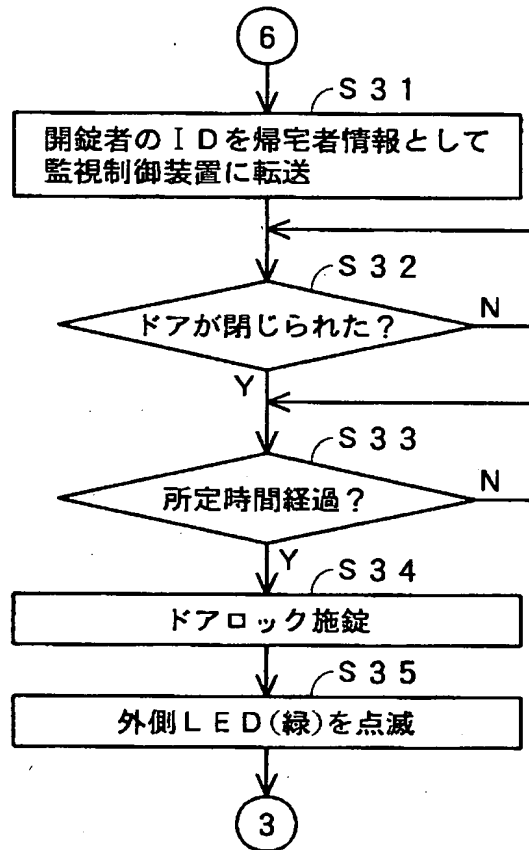 6
S31
開錠者のIDを帰宅者情報として
監視制御装置に転送
S32
ドアが閉じられた？
N
Y
S33
所定時間経過？
N
Y
S34
ドアロック施錠
S35
外側LED(緑)を点滅
3